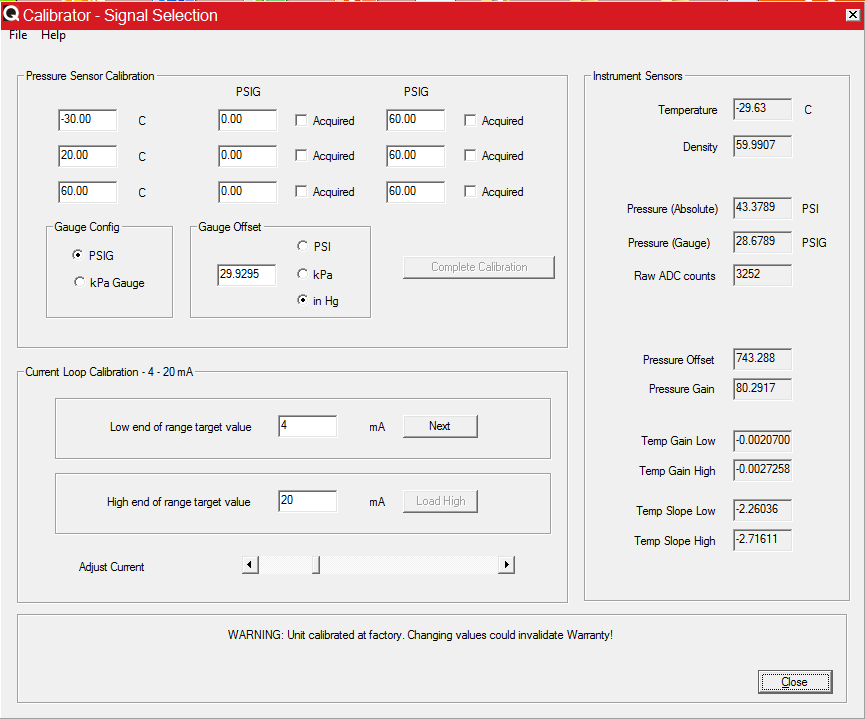 Calibrator - Signal Selection
File Help
Pressure Sensor Calibration
PSIG PSIG
-30.00 C 0.00 Acquired 60.00 Acquired
20.00 C 0.00 Acquired 60.00 Acquired
60.00 C 0.00 Acquired 60.00 Acquired
Gauge Config
PSIG
kPa Gauge
Gauge Offset
29.9295
PSI
kPa
in Hg
Complete Calibration
Current Loop Calibration - 4 - 20 mA
Low end of range target value 4 mA Next
High end of range target value 20 mA Load High
Adjust Current
Instrument Sensors
Temperature -29.63 C
Density 59.9907
Pressure (Absolute) 43.3789 PSI
Pressure (Gauge) 28.6789 PSIG
Raw ADC counts 3252
Pressure Offset 743.288
Pressure Gain 80.2917
Temp Gain Low -0.0020700
Temp Gain High -0.0027258
Temp Slope Low -2.26036
Temp Slope High -2.71611
WARNING: Unit calibrated at factory. Changing values could invalidate Warranty!
Close